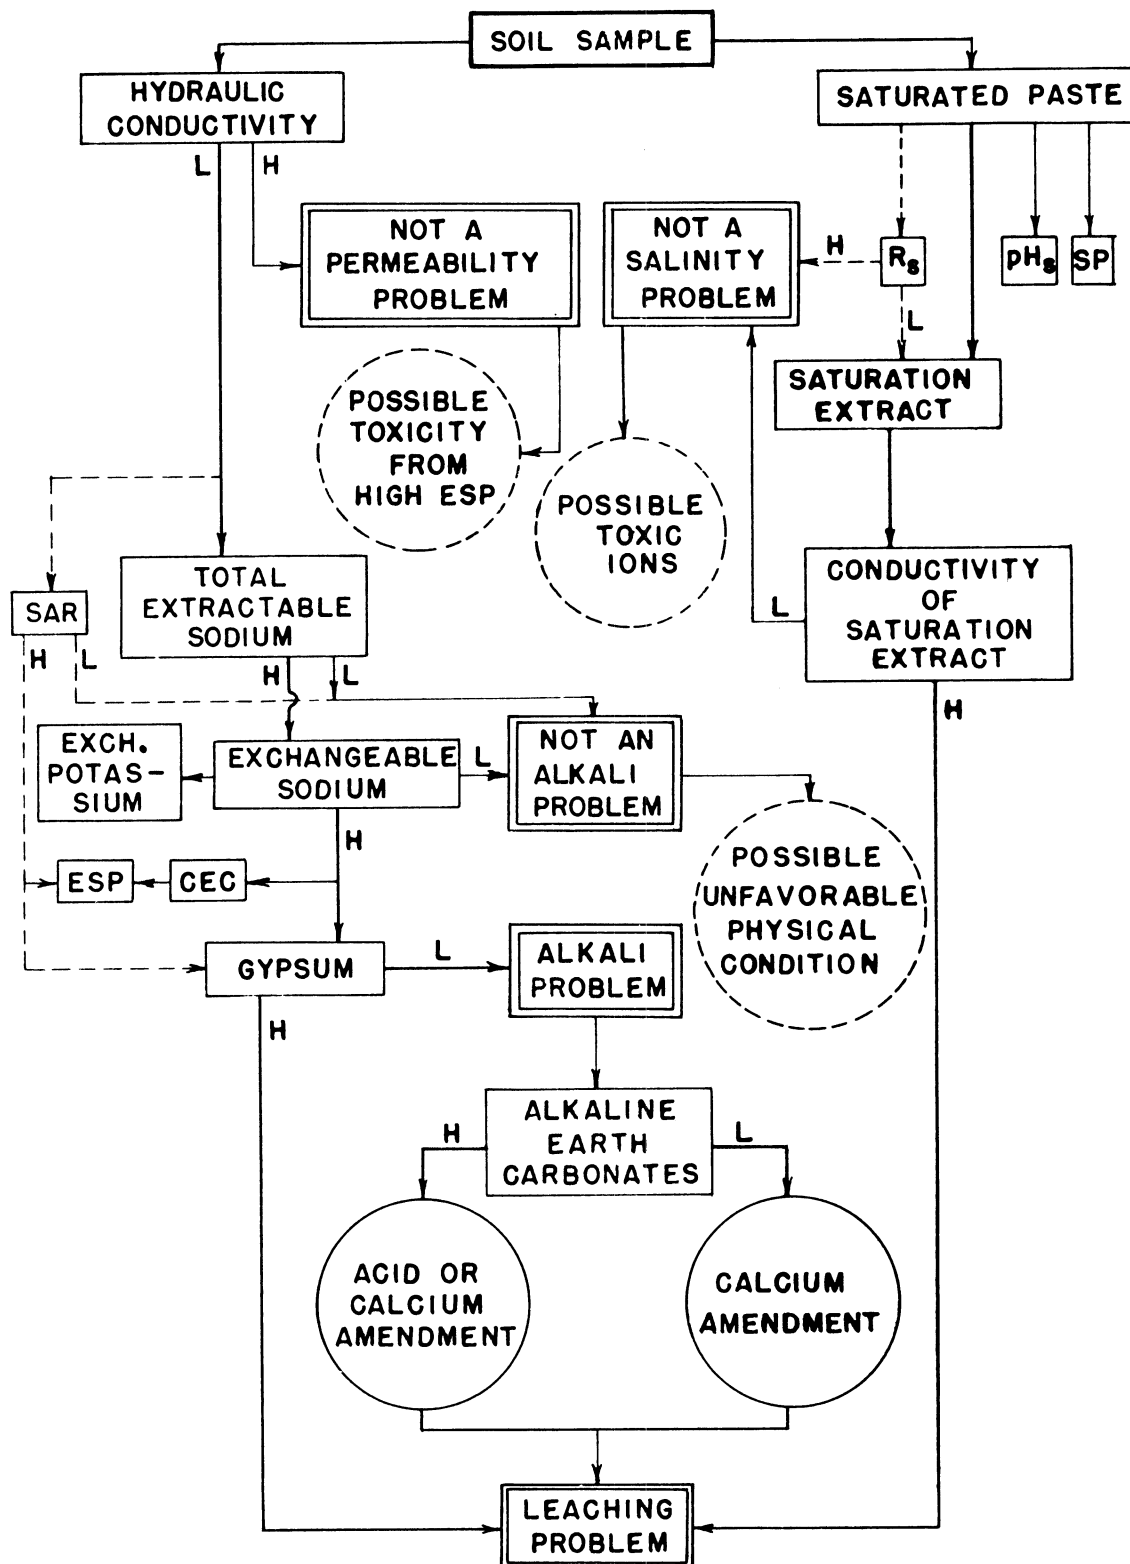 SOIL SAMPLE
HYDRAULIC
CONDUCTIVITY
SATURATED PASTE
L
H
NOT A
PERMEABILITY
PROBLEM
NOT A
SALINITY
PROBLEM
H
Rs
pHs
SP
L
SATURATION
EXTRACT
POSSIBLE
TOXICITY
FROM
HIGH ESP
POSSIBLE
TOXIC
IONS
TOTAL
EXTRACTABLE
SODIUM
CONDUCTIVITY
OF
SATURATION
EXTRACT
L
H
SAR
H
L
H
L
EXCH.
POTAS-
SIUM
EXCHANGEABLE
SODIUM
L
NOT AN
ALKALI
PROBLEM
H
POSSIBLE
UNFAVORABLE
PHYSICAL
CONDITION
ESP
CEC
GYPSUM
L
ALKALI
PROBLEM
H
ALKALINE
EARTH
CARBONATES
H
L
ACID OR
CALCIUM
AMENDMENT
CALCIUM
AMENDMENT
LEACHING
PROBLEM